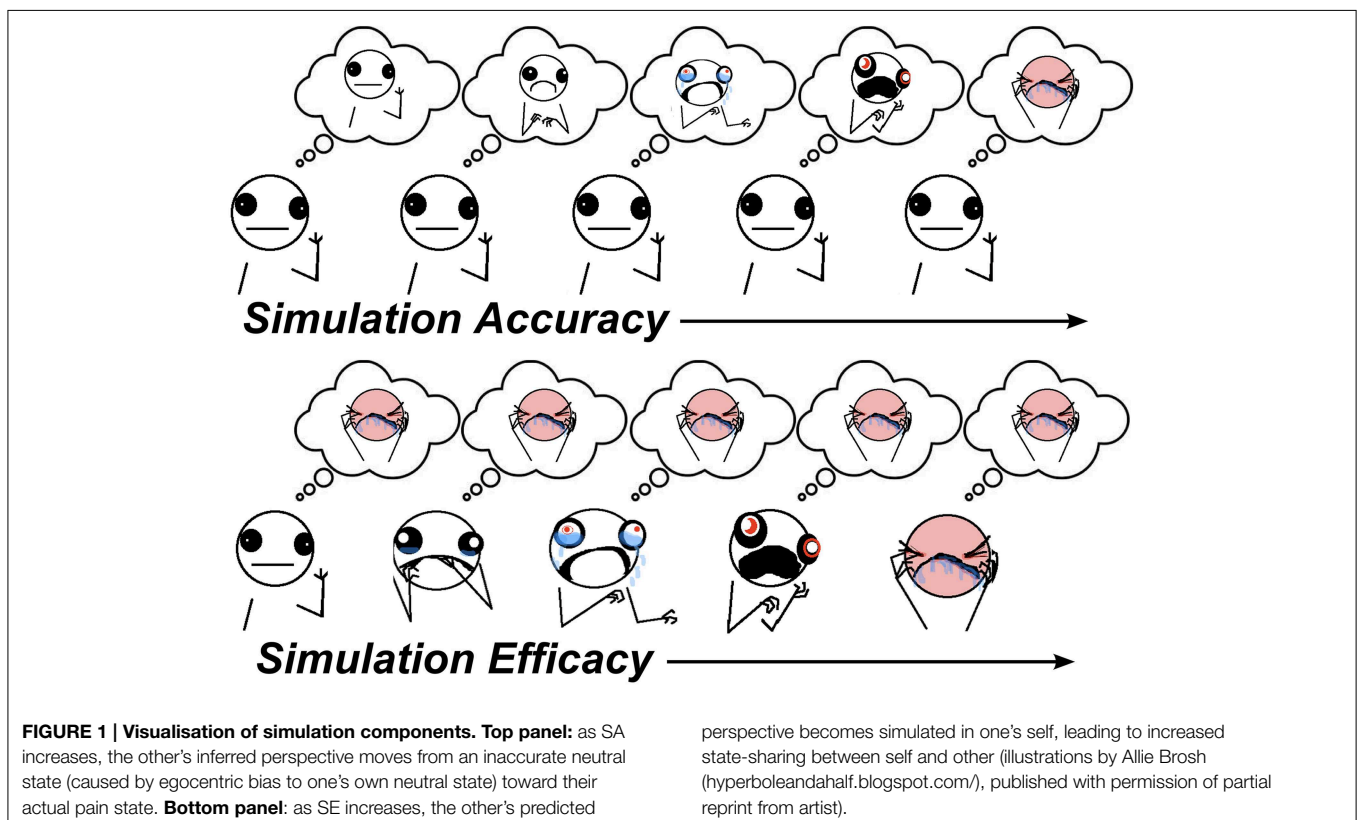 Simulation Accuracy
Simulation Efficacy
FIGURE 1 | Visualisation of simulation components. Top panel: as SA
increases, the other's inferred perspective moves from an inaccurate neutral
state (caused by egocentric bias to one's own neutral state) toward their
actual pain state. Bottom panel: as SE increases, the other's predicted
perspective becomes simulated in one's self, leading to increased
state-sharing between self and other (illustrations by Allie Brosh
(hyperboleandahalf.blogspot.com/), published with permission of partial
reprint from artist).